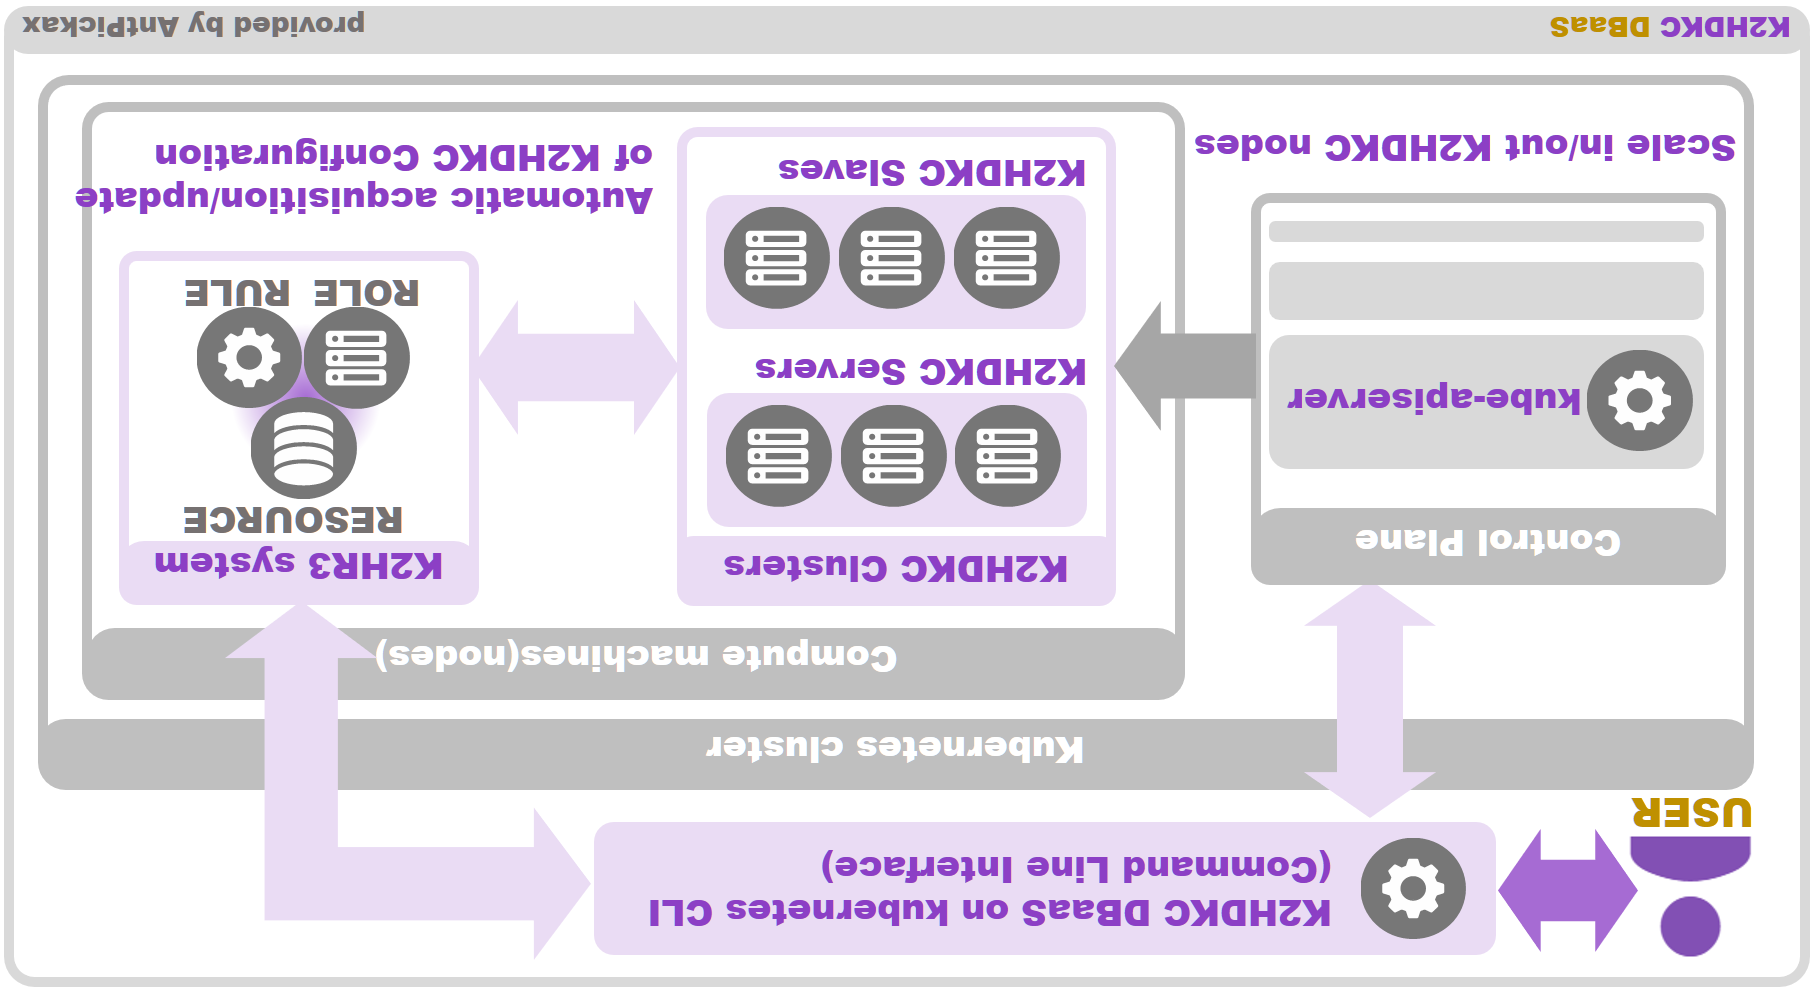 USER
K2HDKC DBaaS on kubernetes CLI
(Command Line Interface)
Kubernetes cluster
Control Plane
kube-apiserver
Scale in/out K2HDKC nodes
Compute machines(nodes)
K2HDKC Clusters
K2HDKC Servers
K2HDKC Slaves
K2HR3 system
RESOURCE
ROLE RULE
Automatic acquisition/update
of K2HDKC Configuration
K2HDKC DBaaS
provided by AntPickax